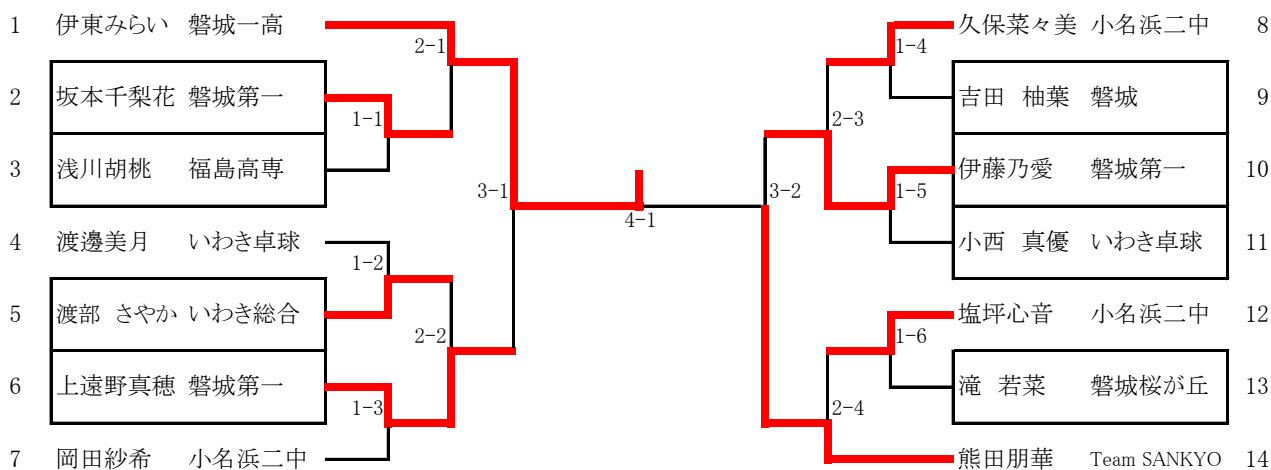 1 伊東みらい 磐城一高
2 坂本千梨花 磐城第一
3 浅川胡桃 福島高専
4 渡邊美月 いわき卓球
5 渡部 さやか いわき総合
6 上遠野真穂 磐城第一
7 岡田紗希 小名浜二中
2-1
1-1
3-1
1-2
2-2
1-3
4-1
久保菜々美 小名浜二中 8
吉田 柚葉 磐城 9
伊藤乃愛 磐城第一 10
小西 真優 いわき卓球 11
塩坪心音 小名浜二中 12
滝 若菜 磐城桜が丘 13
熊田朋華 Team SANKYO 14
1-4
2-3
3-2
1-5
1-6
2-4